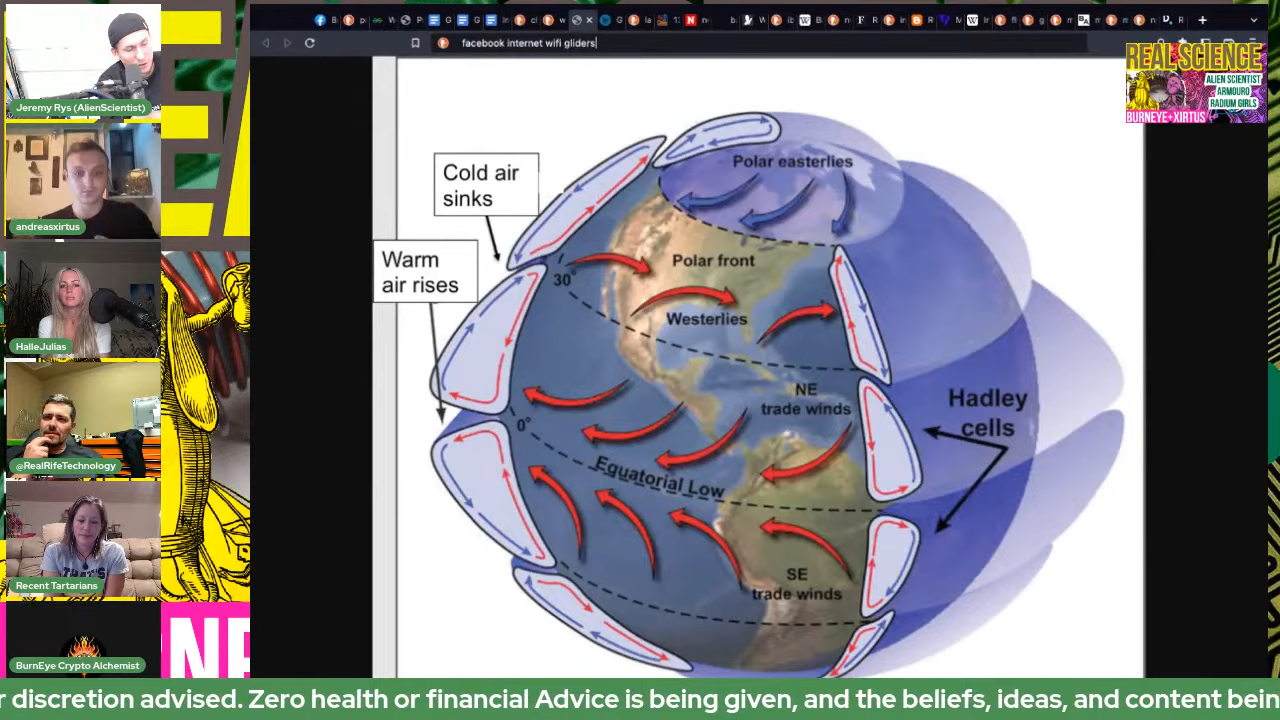 facebook internet wifi gliders
REAL SCIENCE
ALIEN SCIENTIST
ARMOURO
RADIUM GIRLS
BURNEYE+XIRTUS
Jeremy Rys (AlienScientist)
andreasxirtus
HalleJulias
@RealRifeTechnology
Recent Tartarians
BurnEye Crypto Alchemist
Polar easterlies
Cold air
sinks
Warm
air rises
30°
Polar front
Westerlies
NE
trade winds
Hadley
cells
0°
Equatorial Low
SE
trade winds
r discretion advised. Zero health or financial Advice is being given, and the beliefs, ideas, and content bein